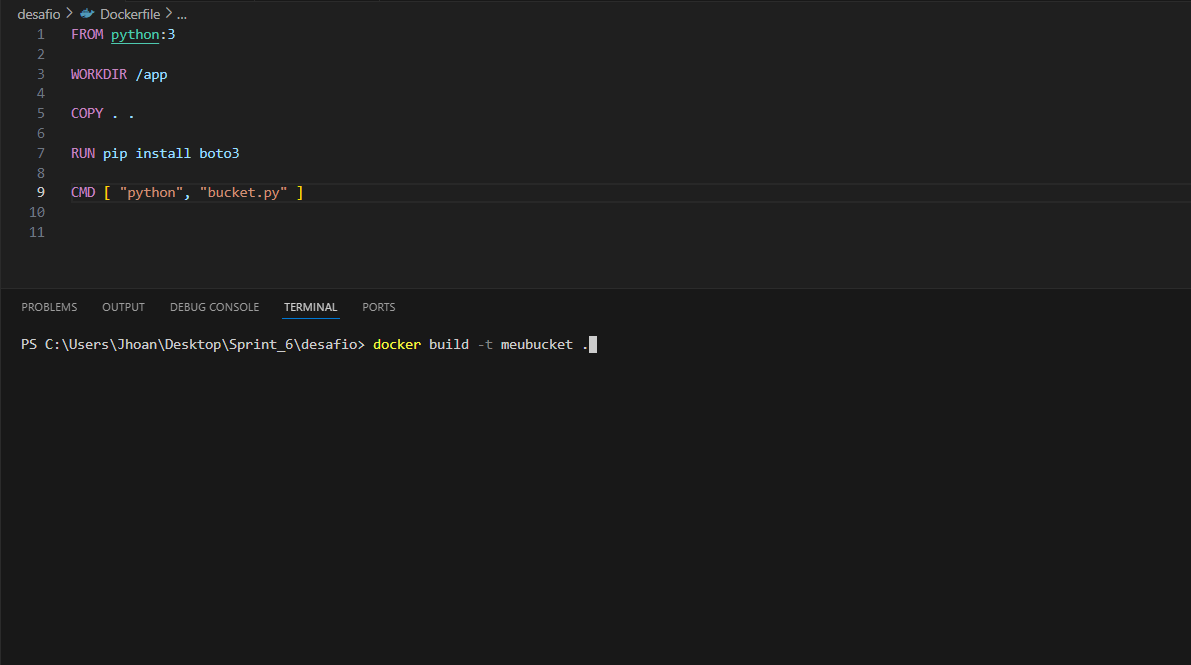 desafio > Dockerfile > ...
1 FROM python:3
2
3 WORKDIR /app
4
5 COPY . .
6
7 RUN pip install boto3
8
9 CMD [ "python", "bucket.py" ]
10
11
PROBLEMS OUTPUT DEBUG CONSOLE TERMINAL PORTS
PS C:\Users\Jhoan\Desktop\Sprint_6\desafio> docker build -t meubucket .